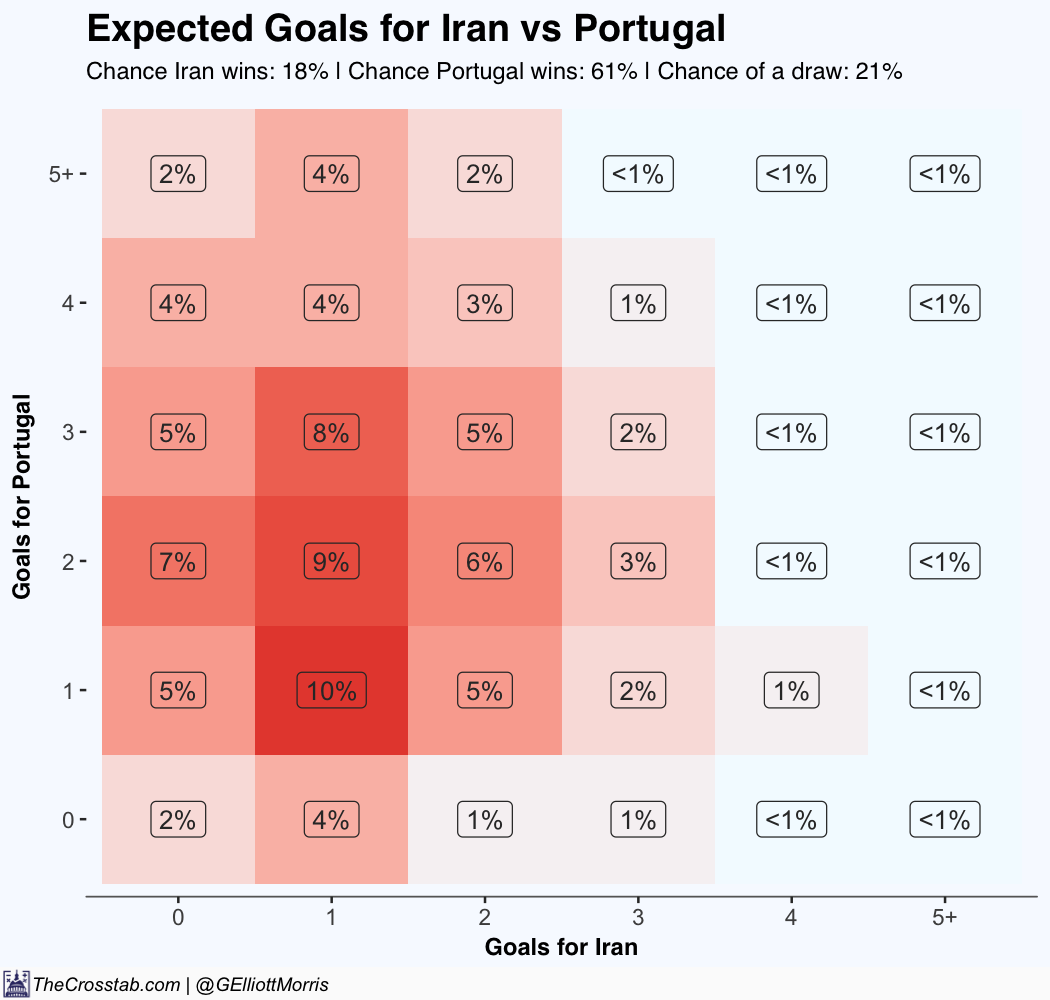 Expected Goals for Iran vs Portugal
Chance Iran wins: 18% | Chance Portugal wins: 61% | Chance of a draw: 21%
Goals for Portugal
5+ 2% 4% 2% <1% <1% <1%
4 4% 4% 3% 1% <1% <1%
3 5% 8% 5% 2% <1% <1%
2 7% 9% 6% 3% <1% <1%
1 5% 10% 5% 2% 1% <1%
0 2% 4% 1% 1% <1% <1%
0 1 2 3 4 5+
Goals for Iran
TheCrosstab.com | @GElliottMorris